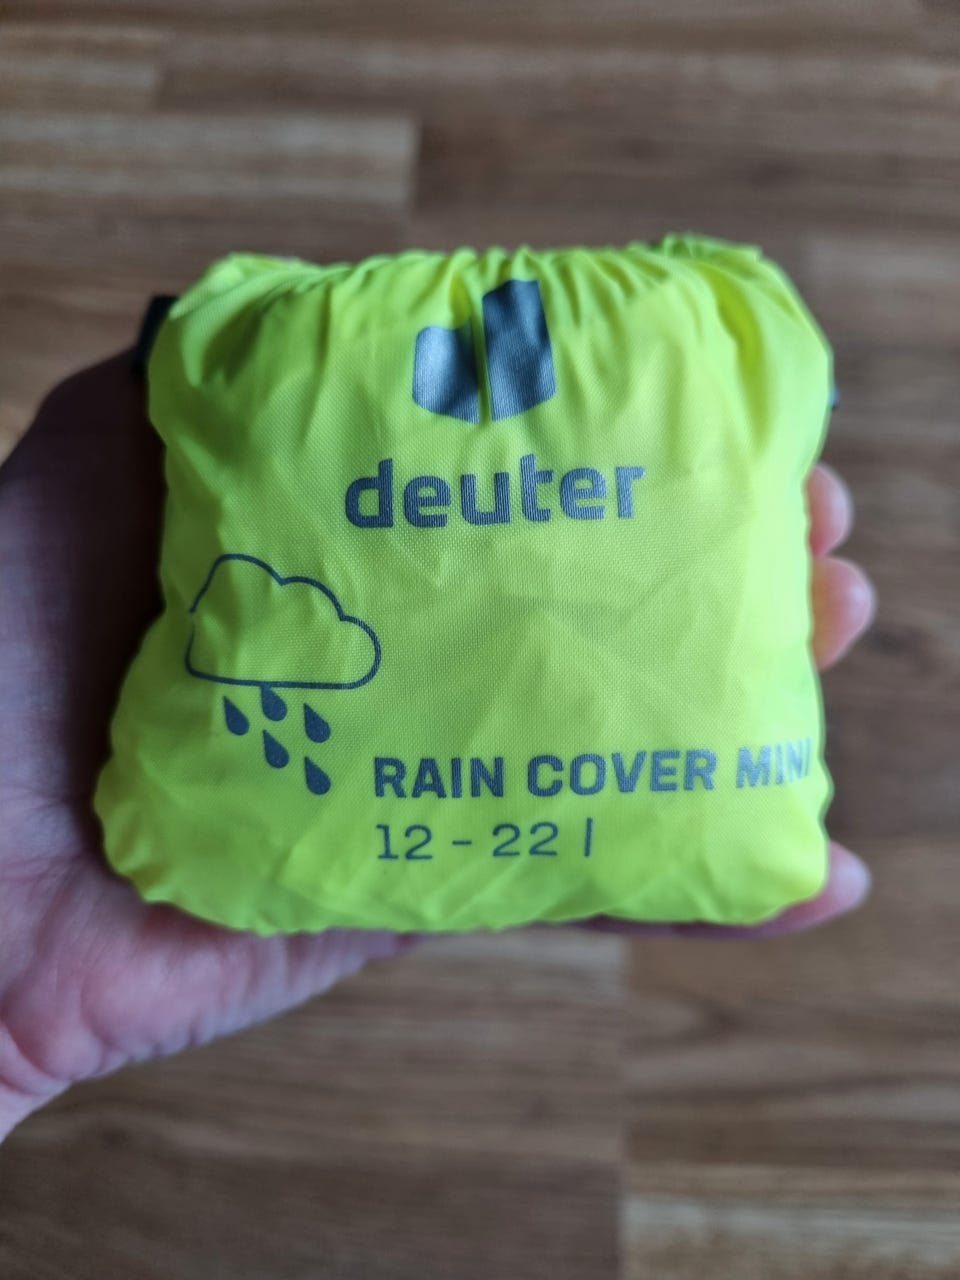 deuter
RAIN COVER MINI
12 - 22 l